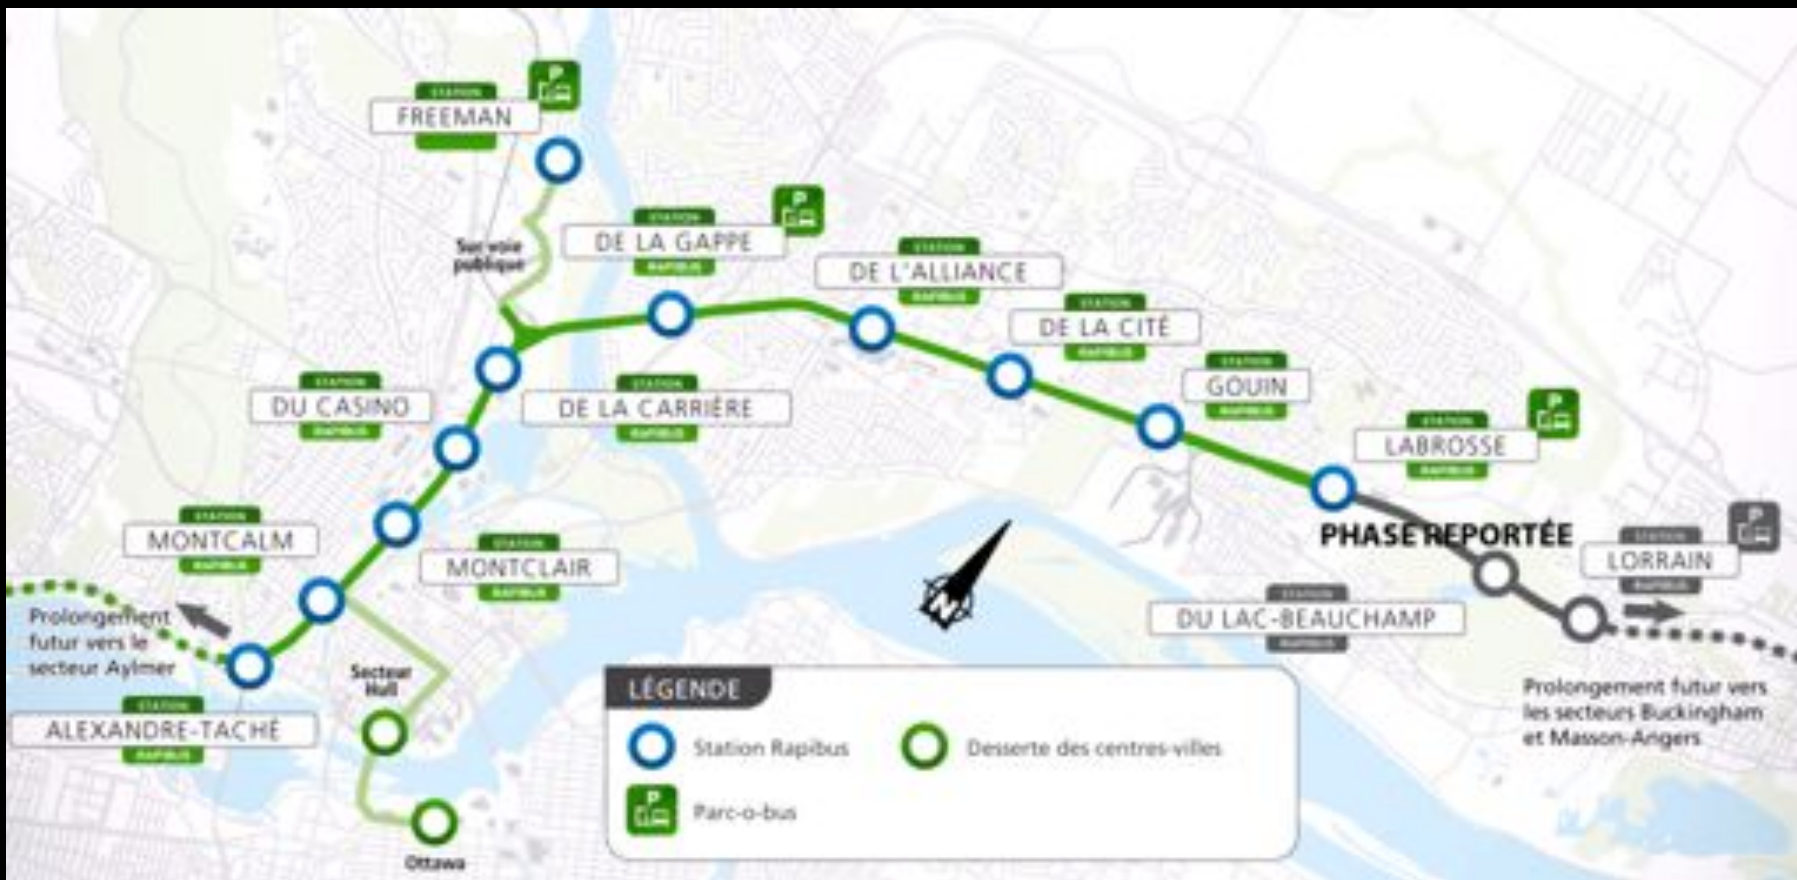 STATION
FREEMAN
Sur voie
publique
STATION
DE LA GAPPE
RAPIBUS
STATION
DE L'ALLIANCE
RAPIBUS
STATION
DE LA CITÉ
RAPIBUS
STATION
GOUIN
RAPIBUS
STATION
LABROSSE
RAPIBUS
STATION
DU CASINO
RAPIBUS
STATION
DE LA CARRIÈRE
RAPIBUS
STATION
MONTCALM
RAPIBUS
STATION
MONTCLAIR
RAPIBUS
PHASE REPORTÉE
STATION
LORRAIN
RAPIBUS
STATION
DU LAC-BEAUCHAMP
RAPIBUS
Prolongement
futur vers le
secteur Aylmer
STATION
ALEXANDRE-TACHÉ
RAPIBUS
Secteur
Hull
Ottawa
N
Prolongement futur vers
les secteurs Buckingham
et Masson-Angers
LÉGENDE
Station Rapibus
Desserte des centres-villes
P
Parc-o-bus